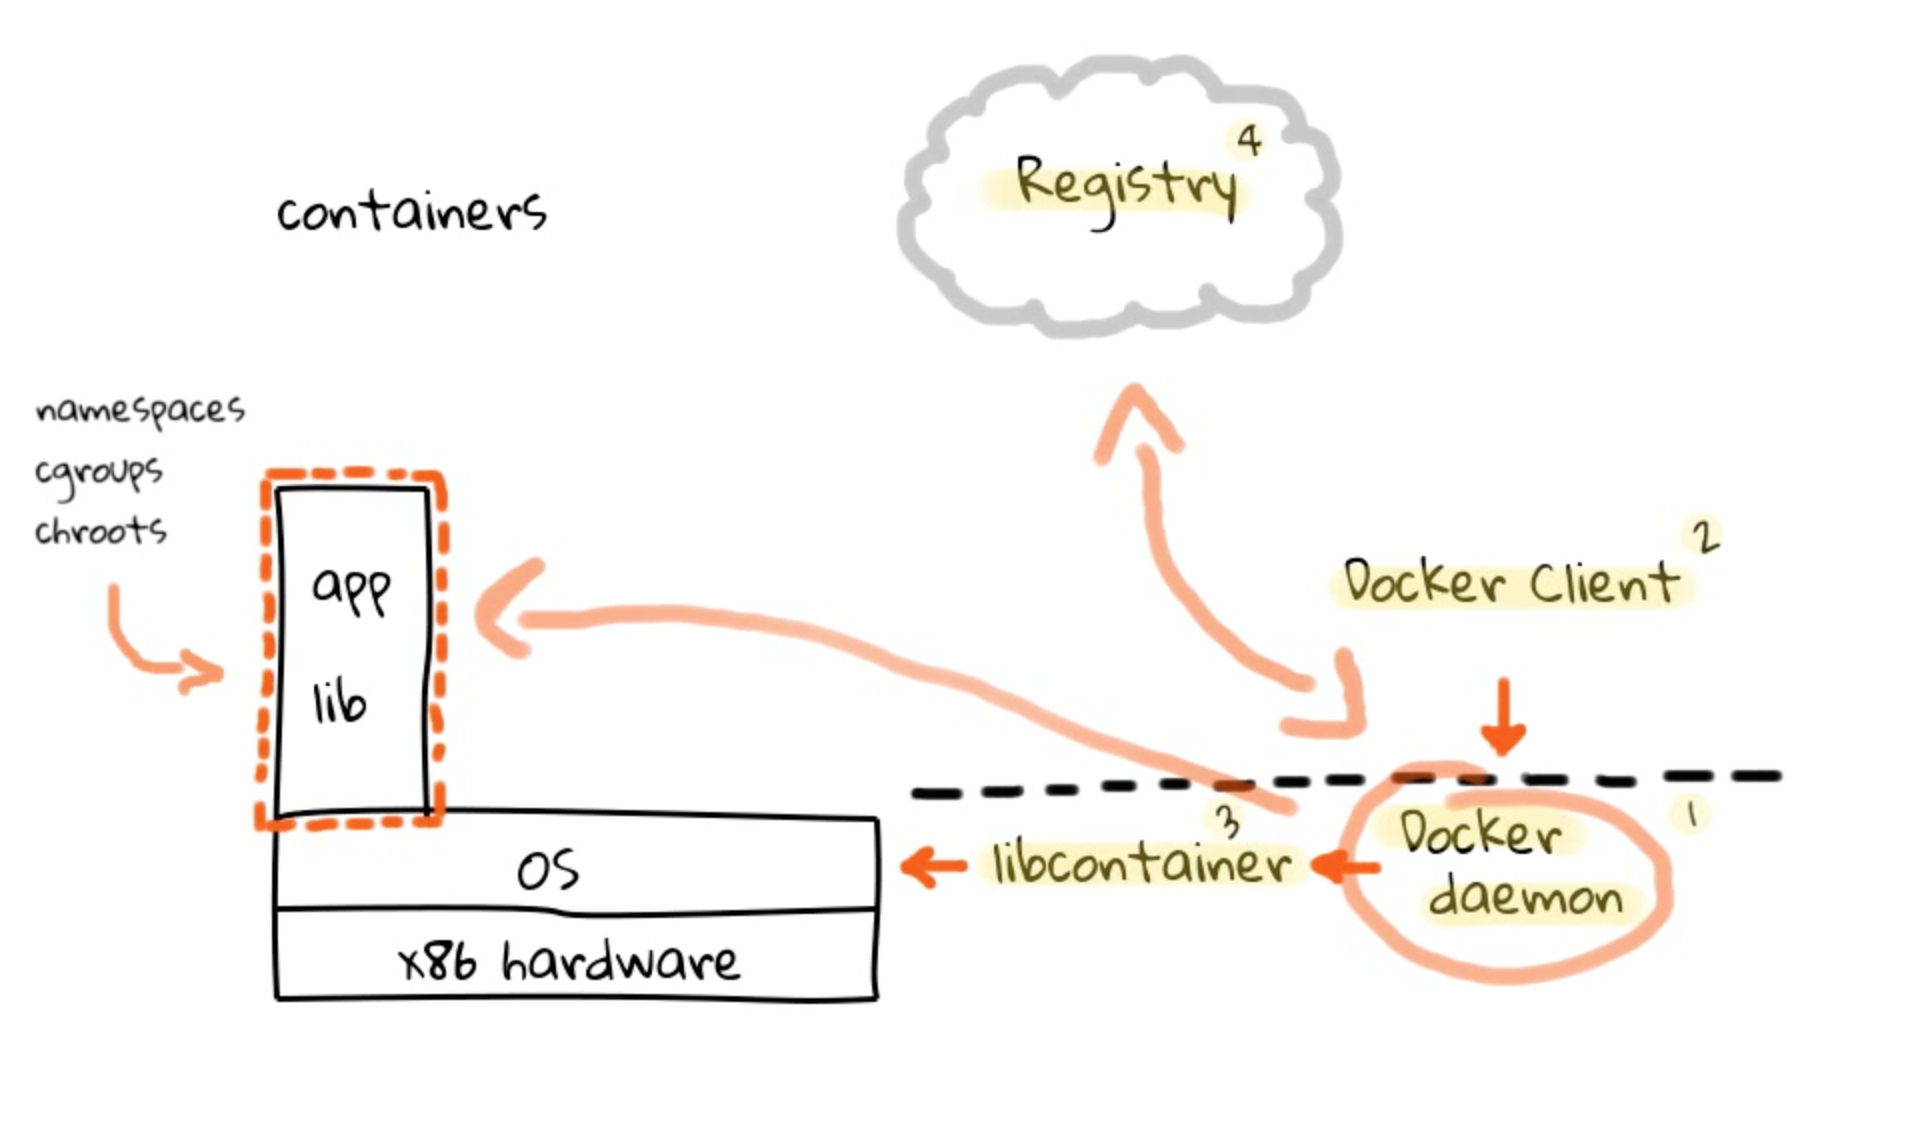 containers
Registry 4
namespaces
cgroups
chroots
app
lib
Docker Client 2
OS
x86 hardware
libcontainer 3
Docker 1
daemon